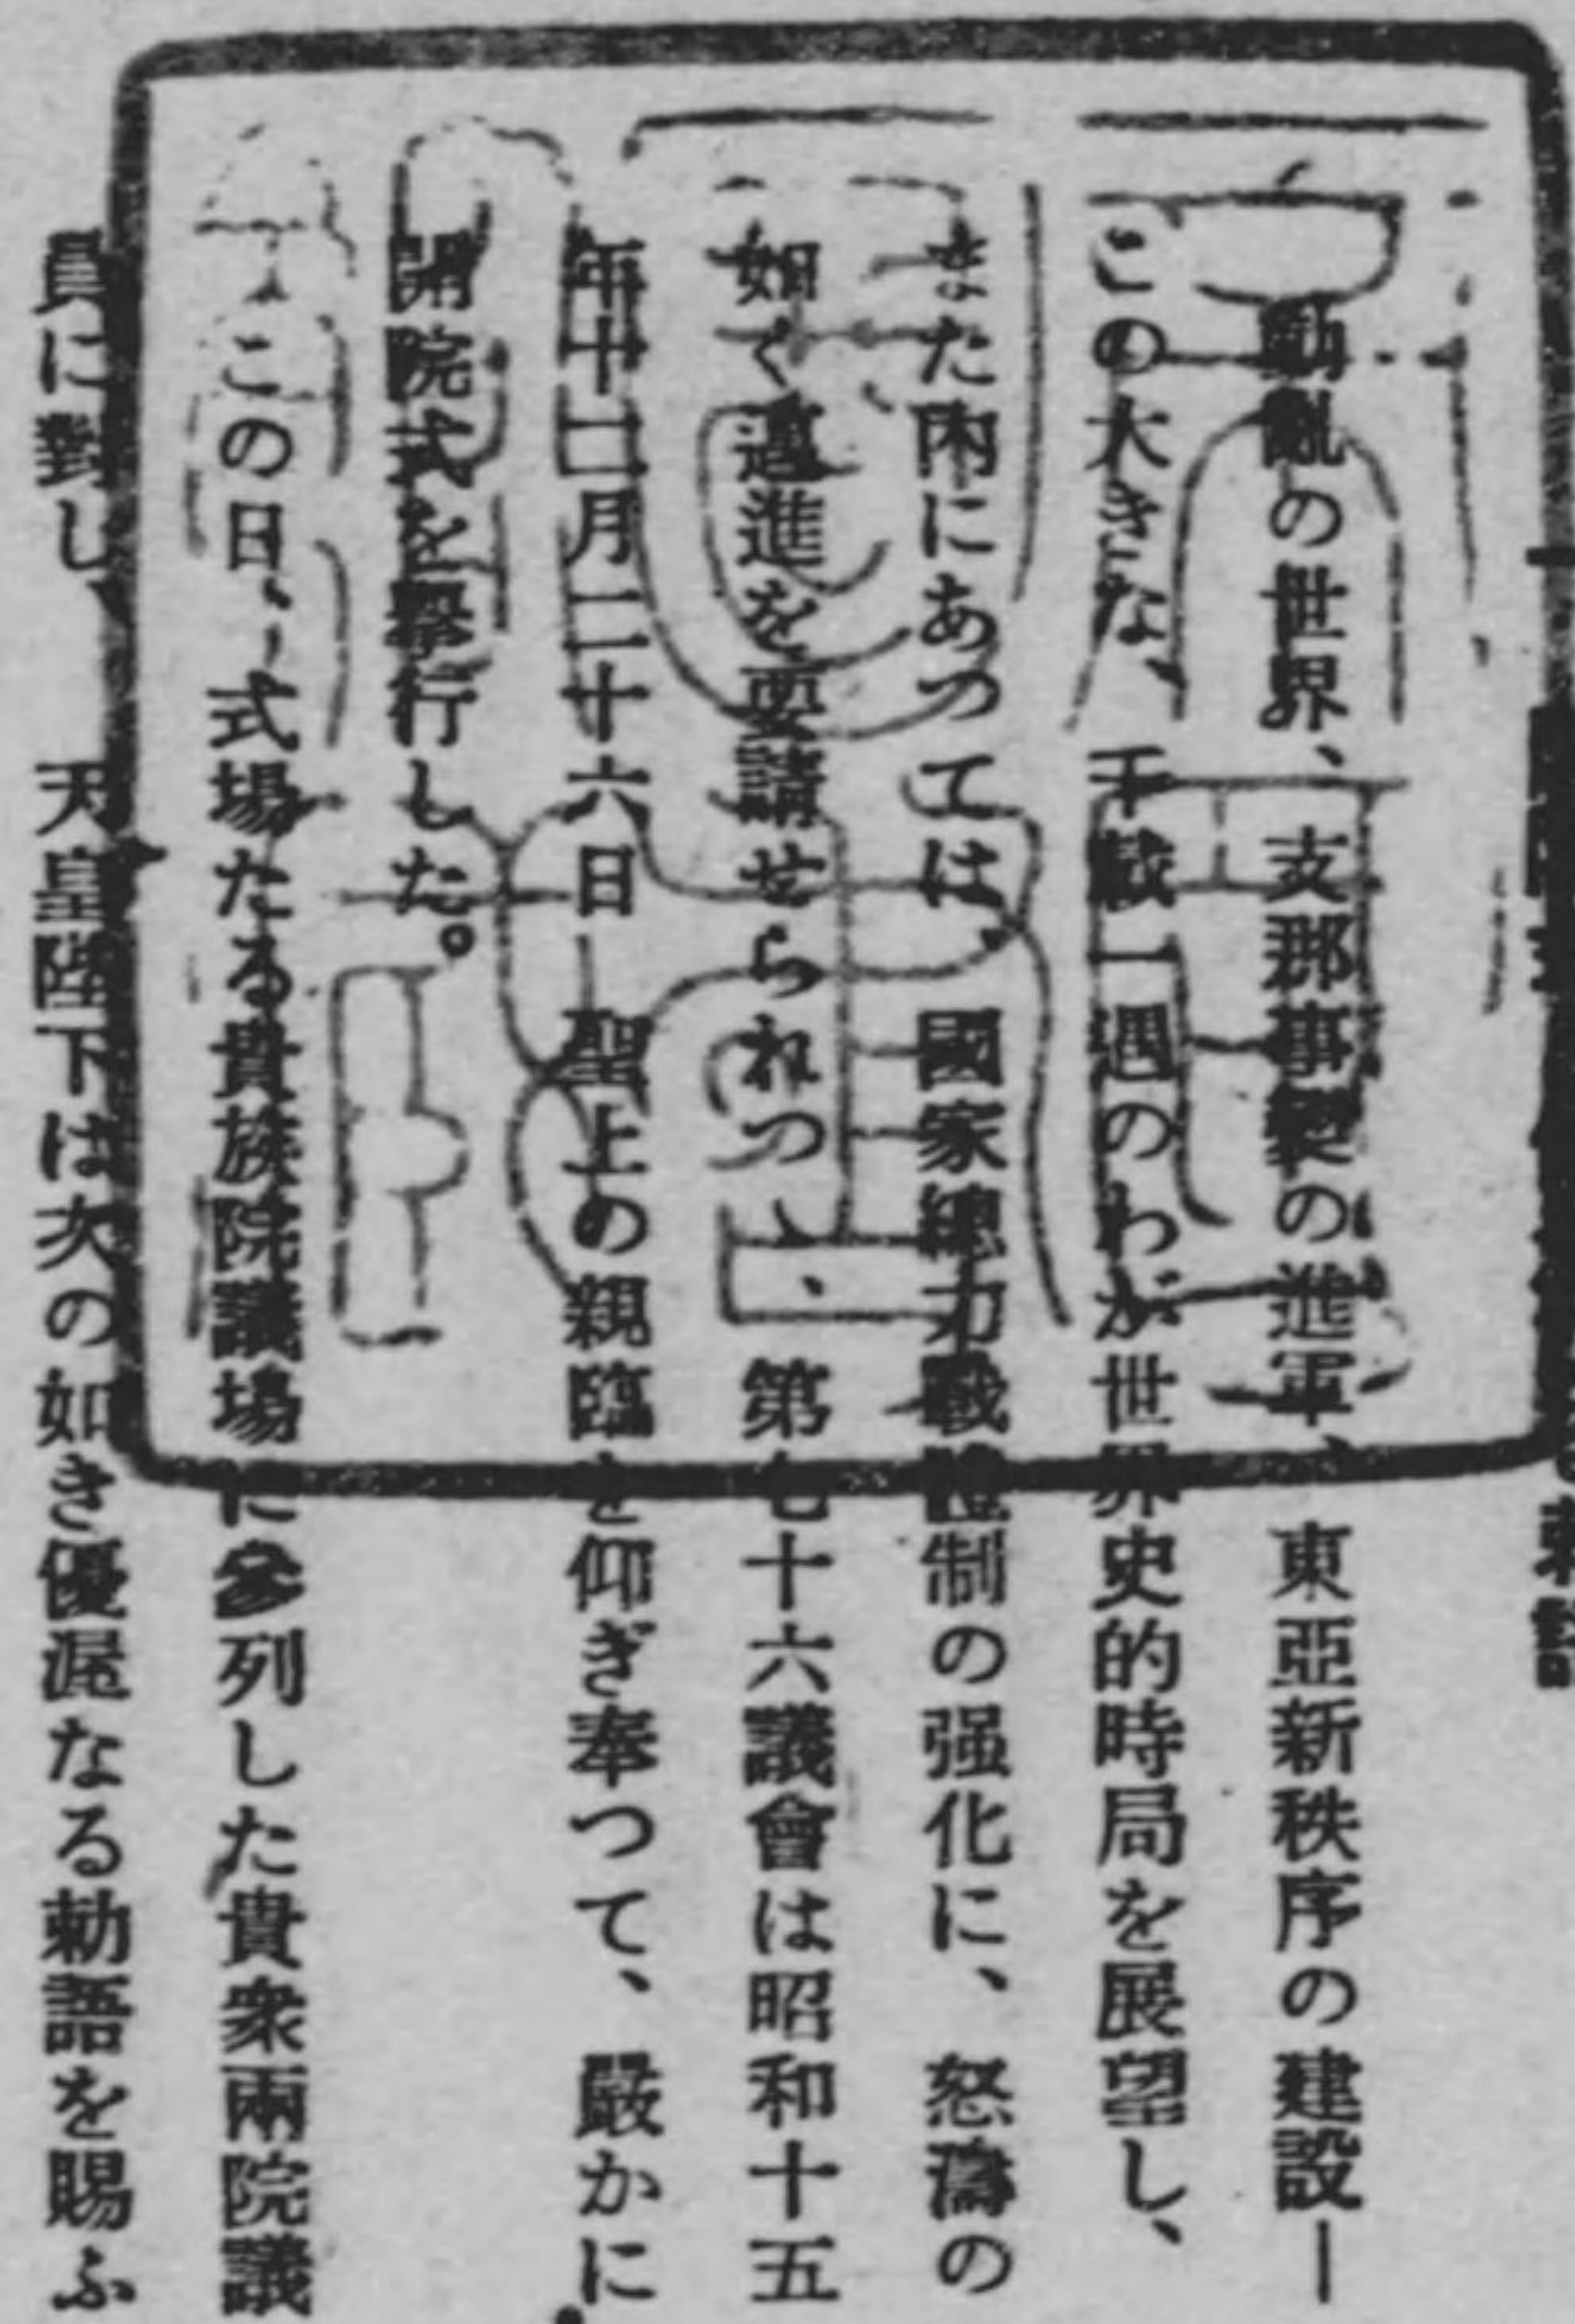 動亂の世界、支那事變の進軍、東亞新秩序の建設―
この大きな、千載一遇のわが世界史的時局を展望し、
また內にあつては、國家總力戰體制の强化に、怒濤の
如く邁進を要請せられつゝ、第七十六議會は昭和十五
年十二月二十六日 聖上の親臨を仰ぎ奉つて、嚴かに
開院式を擧行した。
この日、式場たる貴族院議場に參列した貴衆兩院議
員に對し、 天皇陛下は次の如き優渥なる勅語を賜ふ